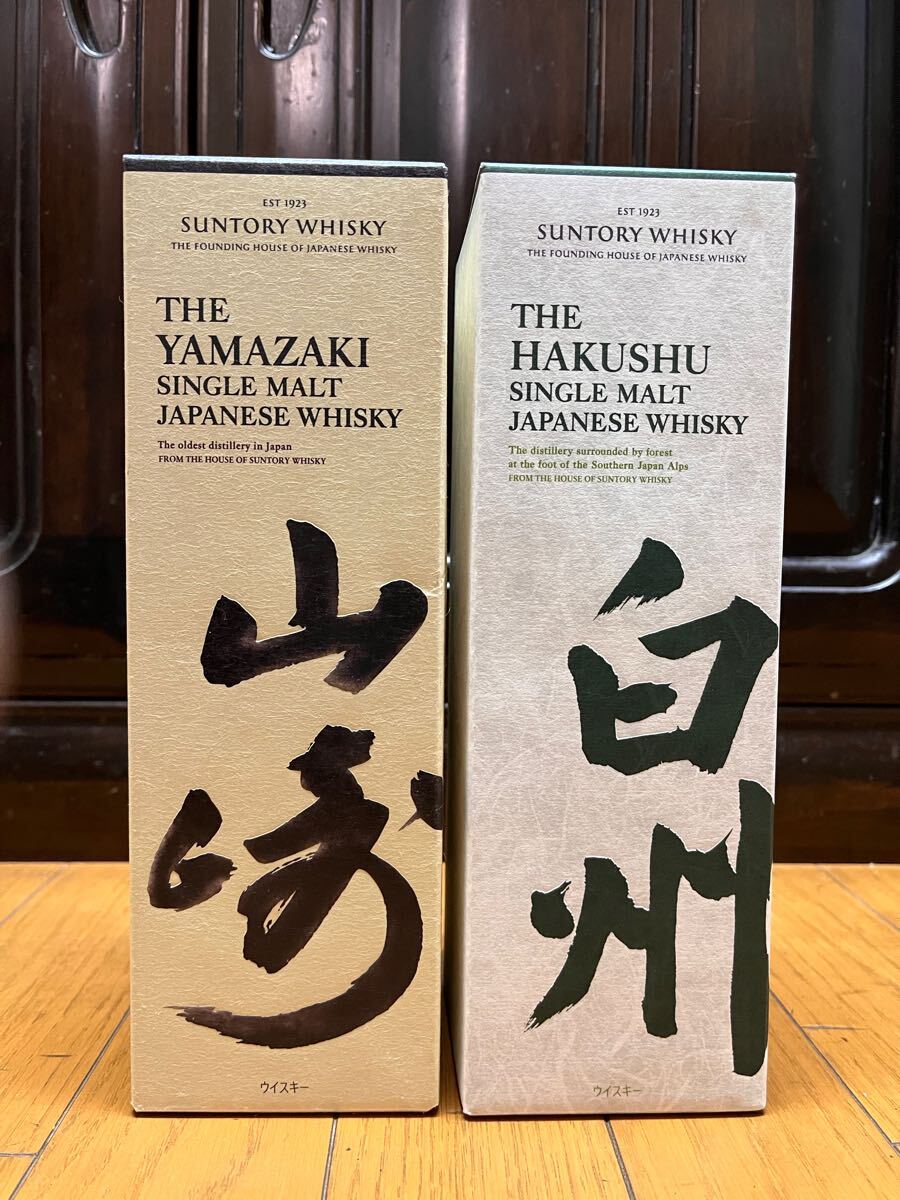 EST 1923
SUNTORY WHISKY
THE FOUNDING HOUSE OF JAPANESE WHISKY
THE
YAMAZAKI
SINGLE MALT
JAPANESE WHISKY
The oldest distillery in Japan
FROM THE HOUSE OF SUNTORY WHISKY
山
崎
ウイスキー
EST 1923
SUNTORY WHISKY
THE FOUNDING HOUSE OF JAPANESE WHISKY
THE
HAKUSHU
SINGLE MALT
JAPANESE WHISKY
The distillery surrounded by forest
at the foot of the Southern Japan Alps
FROM THE HOUSE OF SUNTORY WHISKY
白
州
ウイスキー